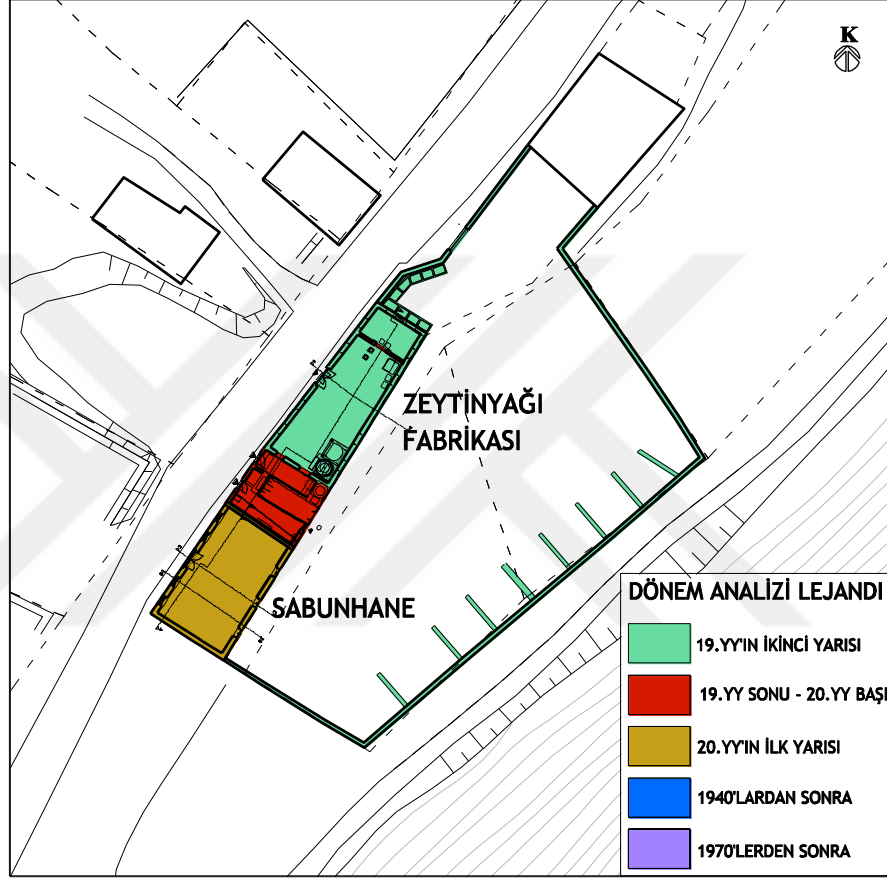 K
ZEYTİNYAĞI
FABRİKASI
SABUNHANE
DÖNEM ANALİZİ LEJANDI
19.YY'IN İKİNCİ YARISI
19.YY SONU - 20.YY BAŞI
20.YY'IN İLK YARISI
1940'LARDAN SONRA
1970'LERDEN SONRA